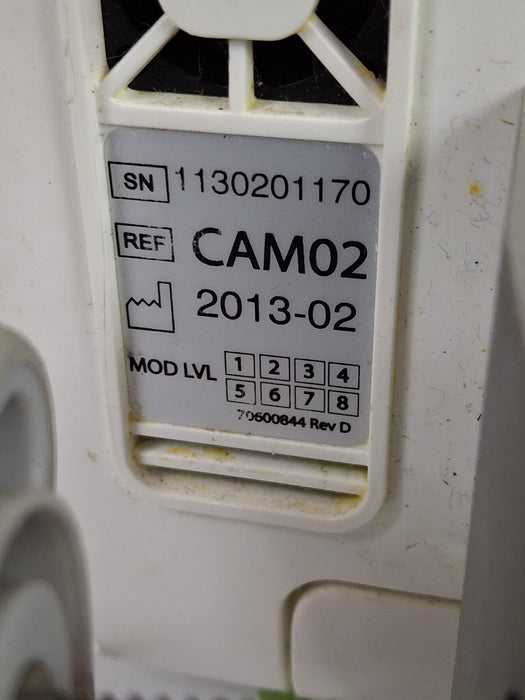 SN 1130201170
REF CAM02
2013-02
MOD LVL 1 2 3 4
5 6 7 8
70600844 Rev D